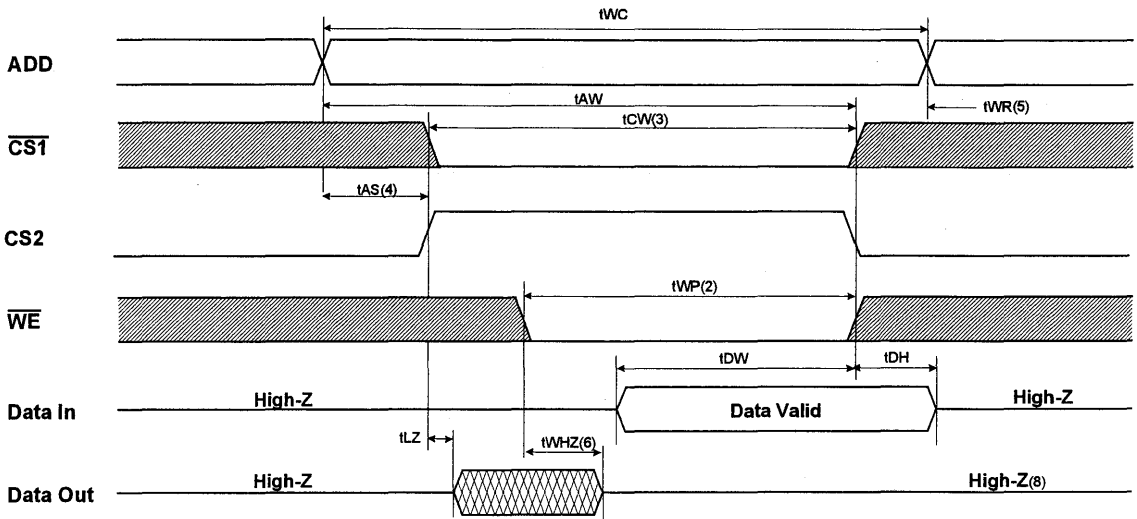 tWC
ADD
tAW
tWR(5)
tCW(3)
CS1
tAS(4)
CS2
tWP(2)
WE
tDW
tDH
High-Z
Data Valid
High-Z
Data In
tLZ
tWHZ(6)
High-Z
High-Z(8)
Data Out